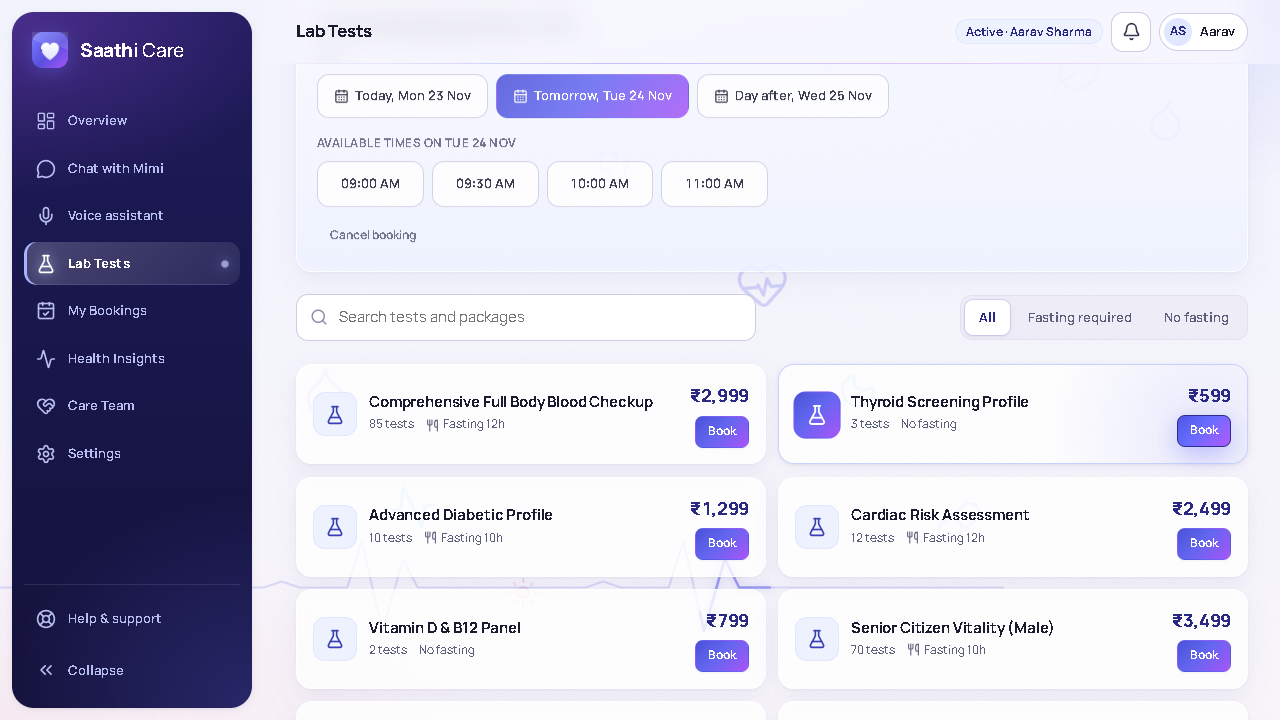 Saathi Care
Overview
Chat with Mimi
Voice assistant
Lab Tests
My Bookings
Health Insights
Care Team
Settings
Help & support
Collapse
Lab Tests
Active · Aarav Sharma
AS
Aarav
Today, Mon 23 Nov
Tomorrow, Tue 24 Nov
Day after, Wed 25 Nov
AVAILABLE TIMES ON TUE 24 NOV
09:00 AM
09:30 AM
10:00 AM
11:00 AM
Cancel booking
Search tests and packages
All
Fasting required
No fasting
Comprehensive Full Body Blood Checkup
85 tests Fasting 12h
₹2,999
Book
Thyroid Screening Profile
3 tests No fasting
₹599
Book
Advanced Diabetic Profile
10 tests Fasting 10h
₹1,299
Book
Cardiac Risk Assessment
12 tests Fasting 12h
₹2,499
Book
Vitamin D & B12 Panel
2 tests No fasting
₹799
Book
Senior Citizen Vitality (Male)
70 tests Fasting 10h
₹3,499
Book